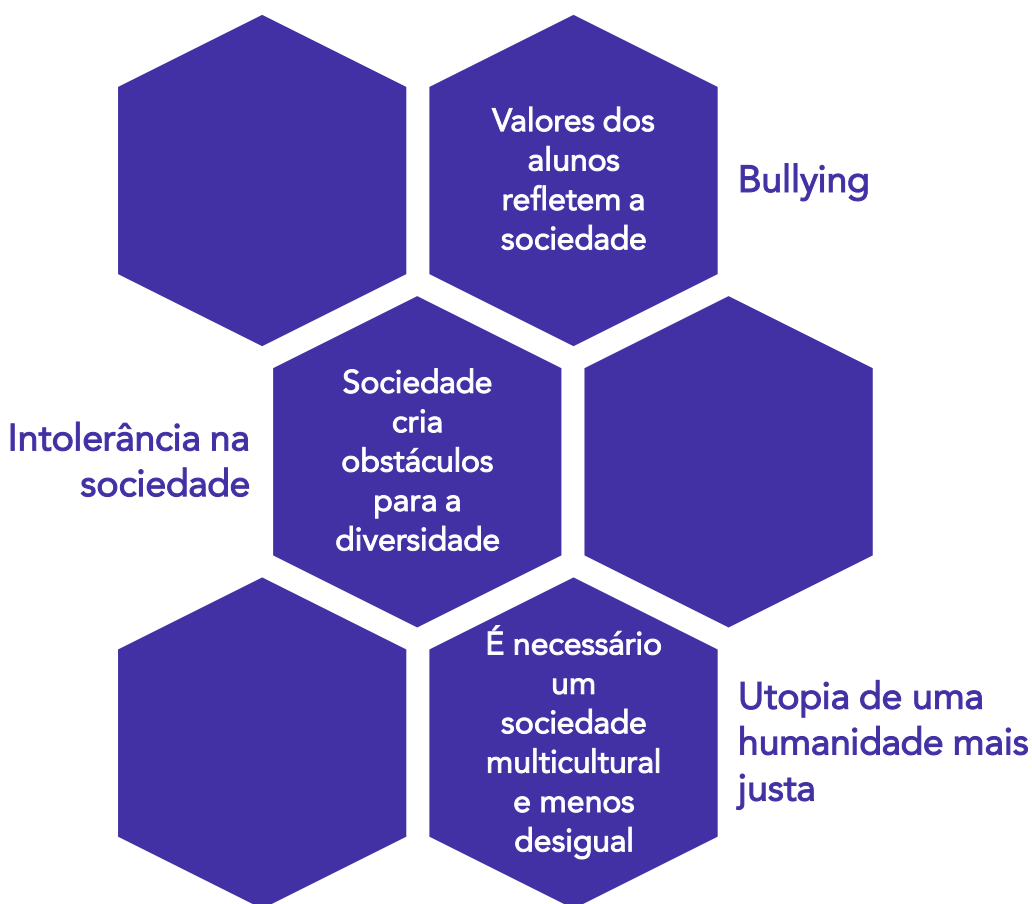 Valores dos
alunos
refletem a
sociedade
Bullying
Intolerância na
sociedade
Sociedade
cria
obstáculos
para a
diversidade
É necessário
um
sociedade
multicultural
e menos
desigual
Utopia de uma
humanidade mais
justa